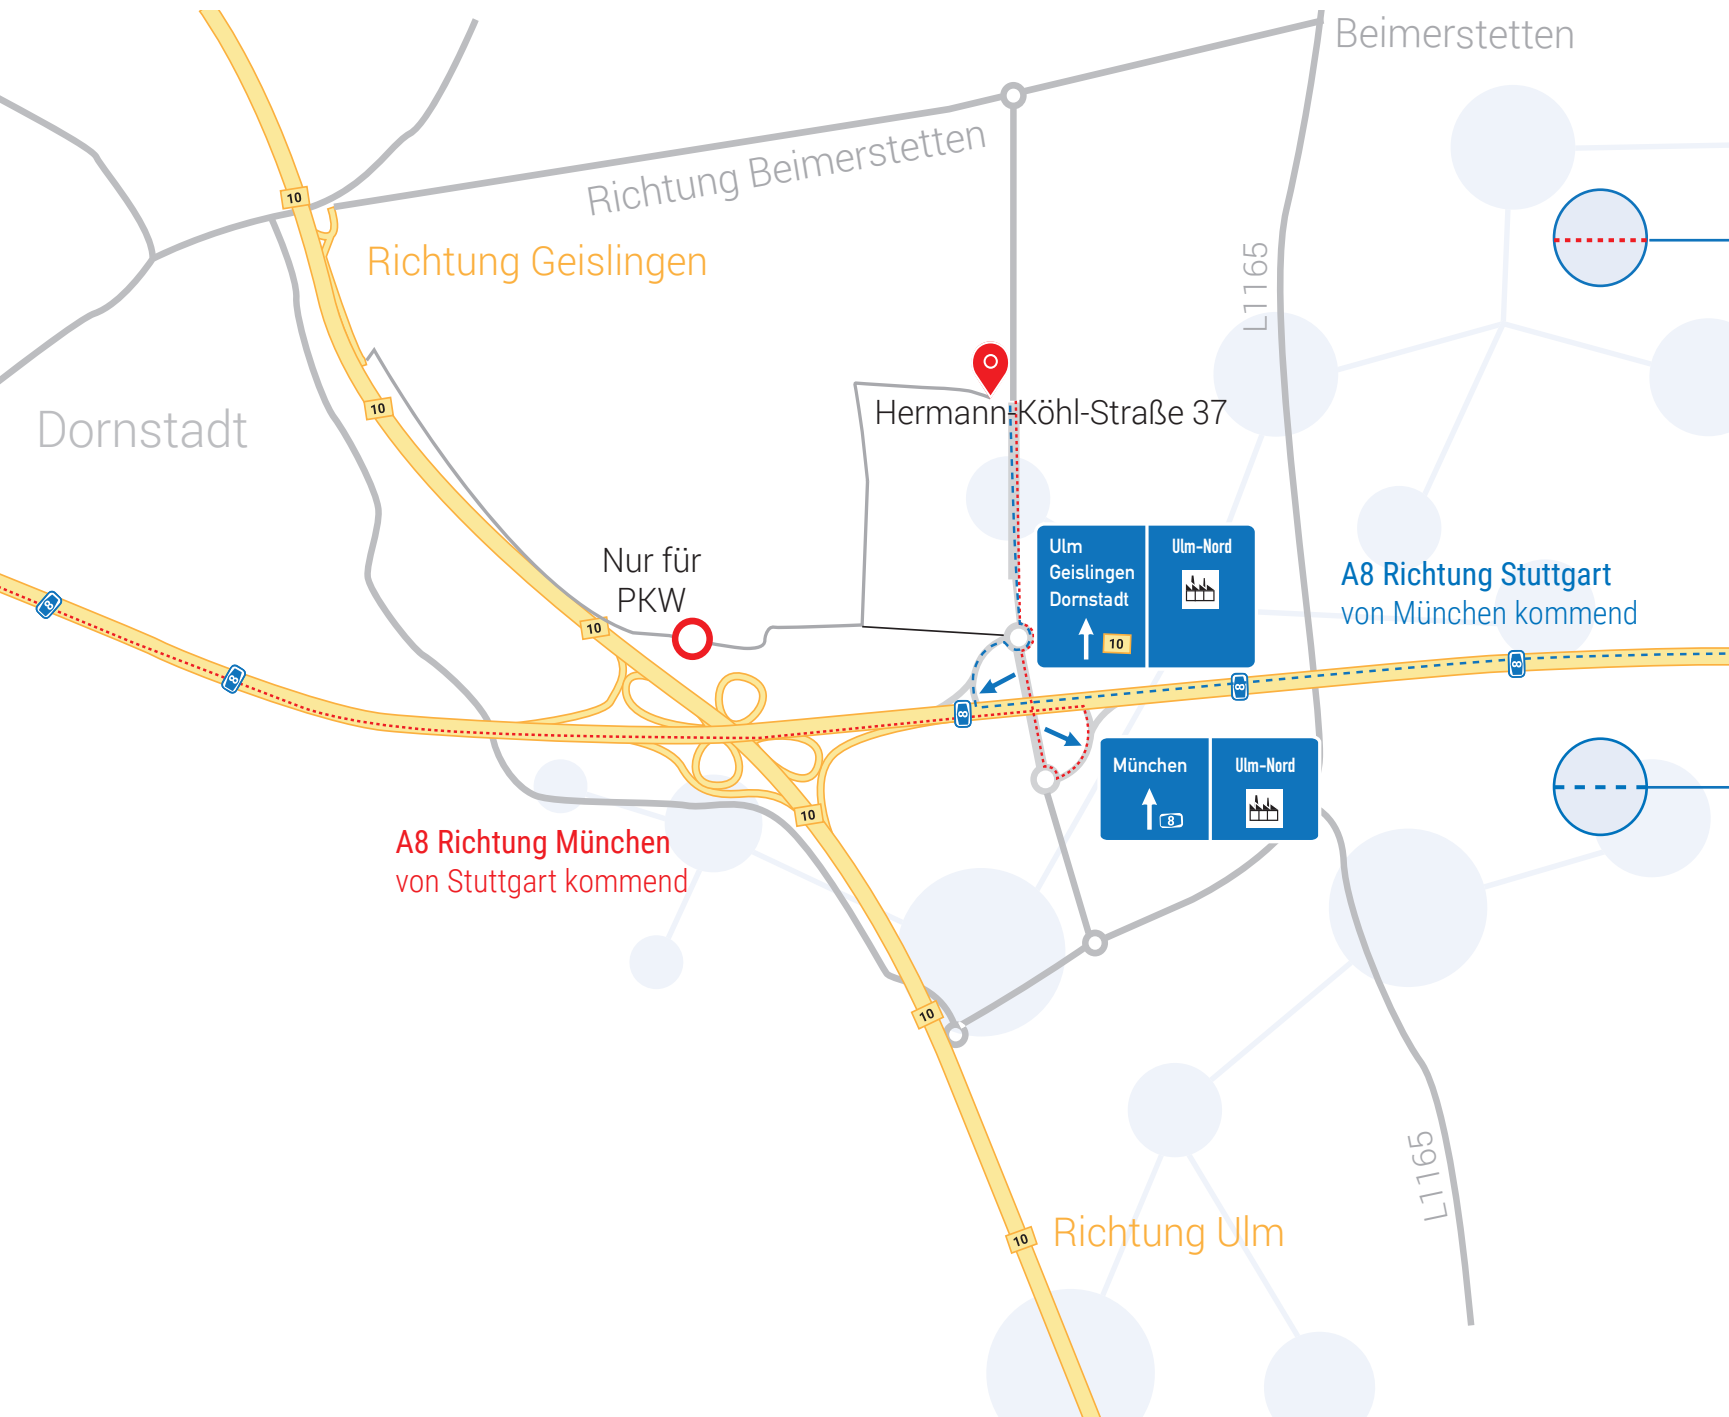 Beimerstetten
Richtung Beimerstetten
10
Richtung Geislingen
L1165
10
Dornstadt
Hermann-Köhl-Straße 37
Nur für
PKW
10
Ulm
Geislingen
Dornstadt
10
Ulm-Nord
A8 Richtung Stuttgart
von München kommend
8
8
8
8
8
München
8
Ulm-Nord
10
A8 Richtung München
von Stuttgart kommend
10
L1165
10
Richtung Ulm